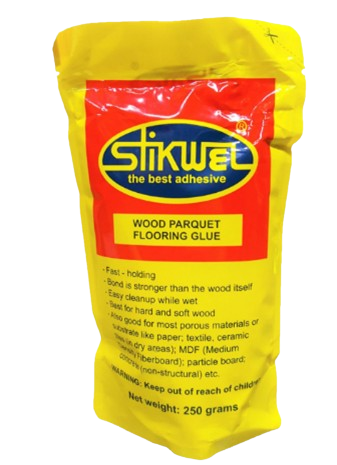 STIKWEL
®
the best adhesive
WOOD PARQUET
FLOORING GLUE
- Fast - holding
- Bond is stronger than the wood itself
- Easy cleanup while wet
- Best for hard and soft wood
- Also good for most porous materials or
substrate like paper; textile, ceramic
in dry areas); MDF (Medium
Density Fiberboard); particle board;
(non-structural) etc.
WARNING: Keep out of reach of children
Net weight: 250 grams